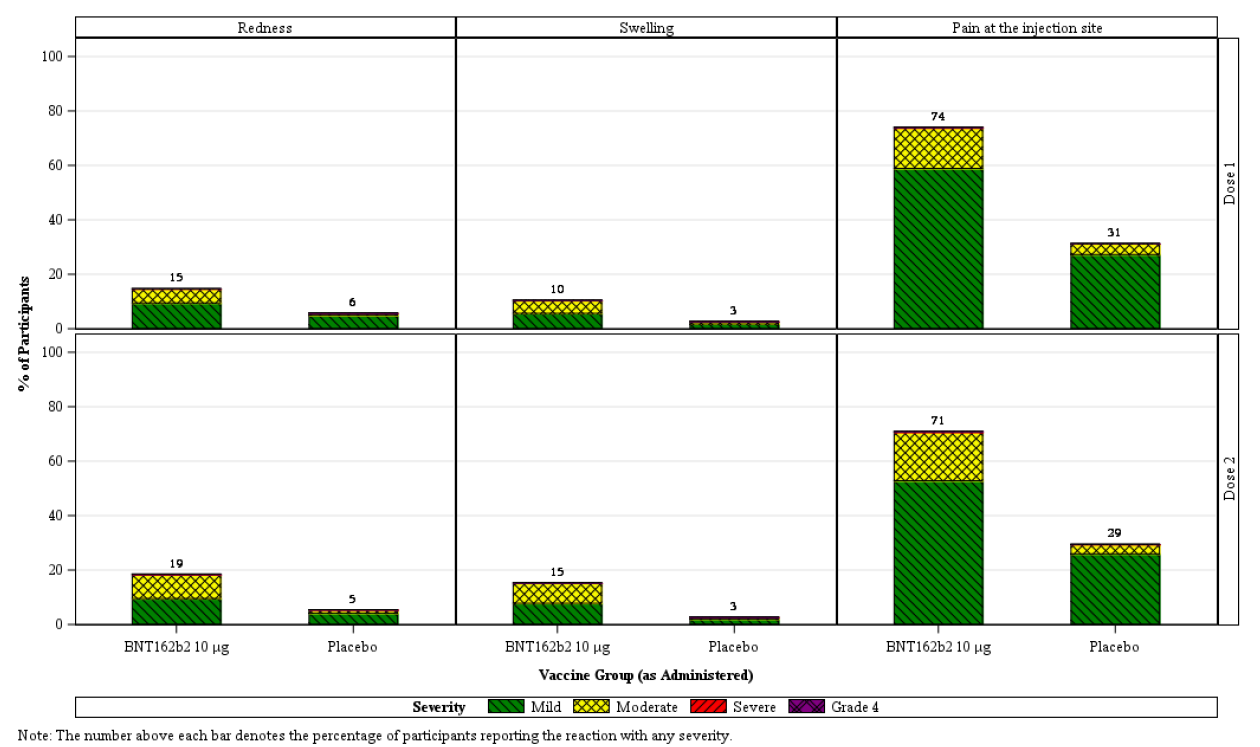 Redness Swelling Pain at the injection site
100
80
60
40
20
0
15 6 10 3 74 31
Dose 1
% of Participants
100
80
60
40
20
0
19 5 15 3 71 29
Dose 2
BNT162b2 10 µg Placebo BNT162b2 10 µg Placebo BNT162b2 10 µg Placebo
Vaccine Group (as Administered)
Severity Mild Moderate Severe Grade 4
Note: The number above each bar denotes the percentage of participants reporting the reaction with any severity.